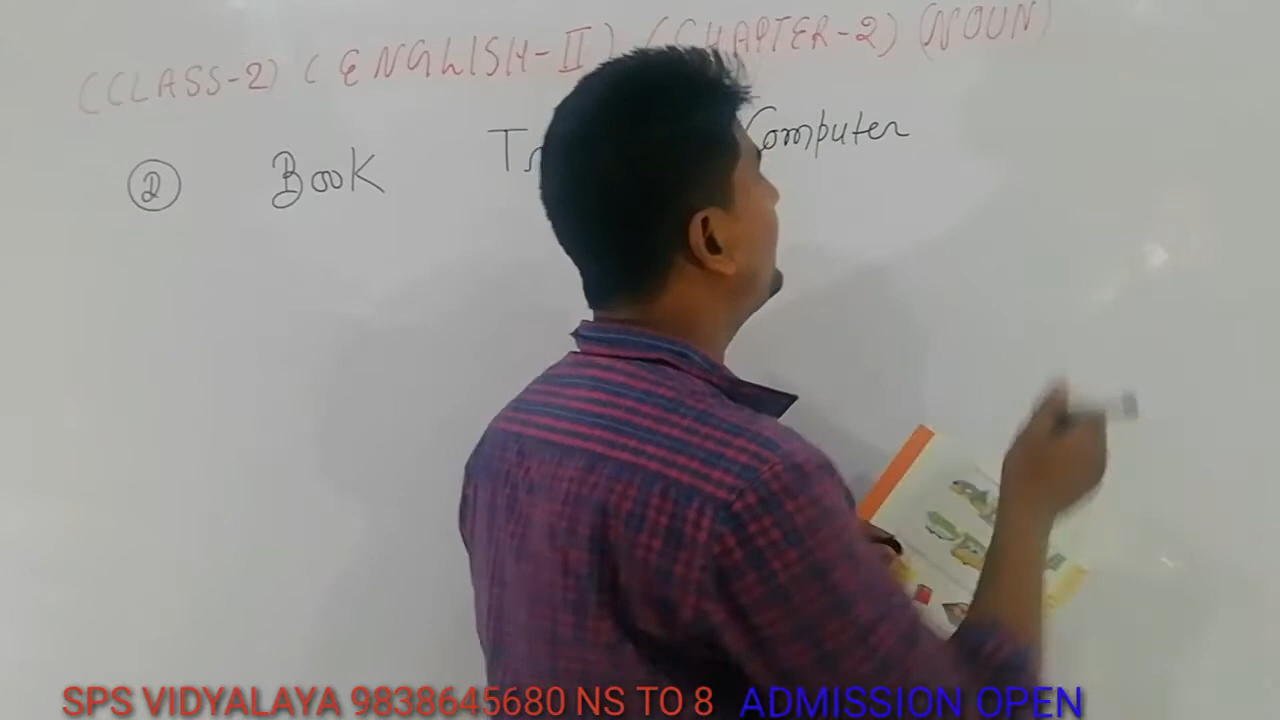 (CLASS-2) (ENGLISH-II) (CHAPTER-2) (NOUN)
② Book Computer
SPS VIDYALAYA 9838645680 NS TO 8 ADMISSION OPEN